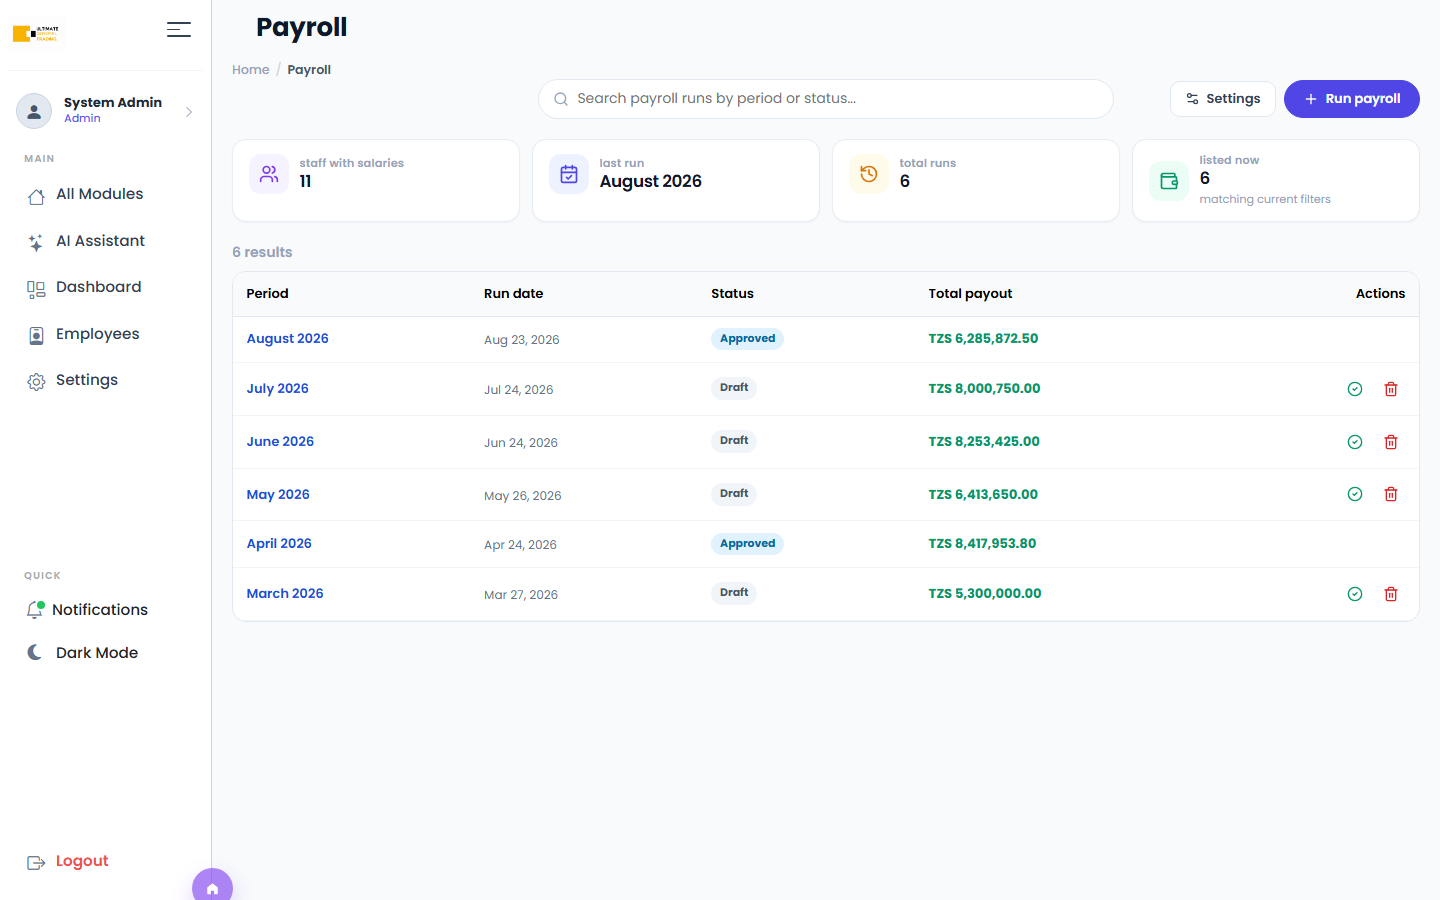 Payroll
Home / Payroll
Search payroll runs by period or status...
Settings
Run payroll
ULTIMATE
System Admin
Admin
MAIN
All Modules
AI Assistant
Dashboard
Employees
Settings
QUICK
Notifications
Dark Mode
Logout
staff with salaries
11
last run
August 2026
total runs
6
listed now
6
matching current filters
6 results
Period Run date Status Total payout Actions
August 2026 Aug 23, 2026 Approved TZS 6,285,872.50
July 2026 Jul 24, 2026 Draft TZS 8,000,750.00
June 2026 Jun 24, 2026 Draft TZS 8,253,425.00
May 2026 May 26, 2026 Draft TZS 6,413,650.00
April 2026 Apr 24, 2026 Approved TZS 8,417,953.80
March 2026 Mar 27, 2026 Draft TZS 5,300,000.00